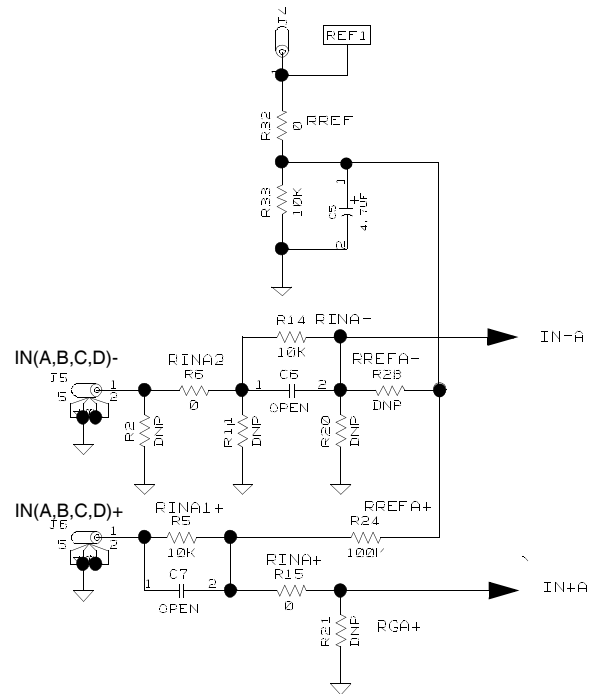 J4
REF1
R32
0
RREF
R33
10K
1
C5
+
4.7UF
2
R14
10K
RINA-
IN-A
IN(A,B,C,D)-
J5
1
5
2
RINA2
R6
0
1
C6
2
OPEN
RREFA-
R28
DNP
R2
DNP
R11
DNP
R20
DNP
IN(A,B,C,D)+
J6
1
5
2
RINA1+
R5
10K
RREFA+
R24
100K
1
C7
2
OPEN
RINA+
R15
0
IN+A
R21
DNP
RGA+